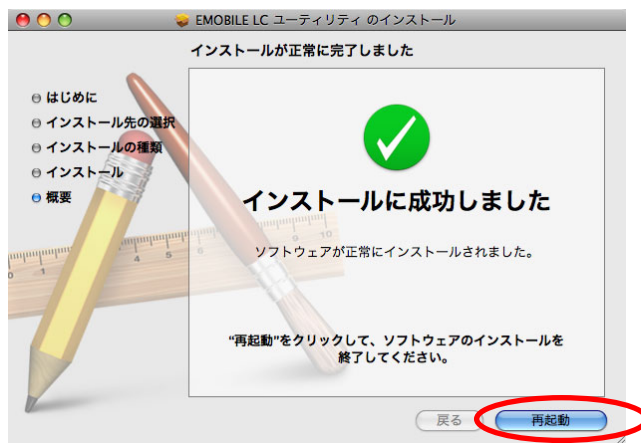 EMOBILE LC ユーティリティ のインストール
インストールが正常に完了しました
はじめに
インストール先の選択
インストールの種類
インストール
概要
インストールに成功しました
ソフトウェアが正常にインストールされました。
"再起動"をクリックして、ソフトウェアのインストールを
終了してください。
0 1 4 5 6 9 10
戻る 再起動